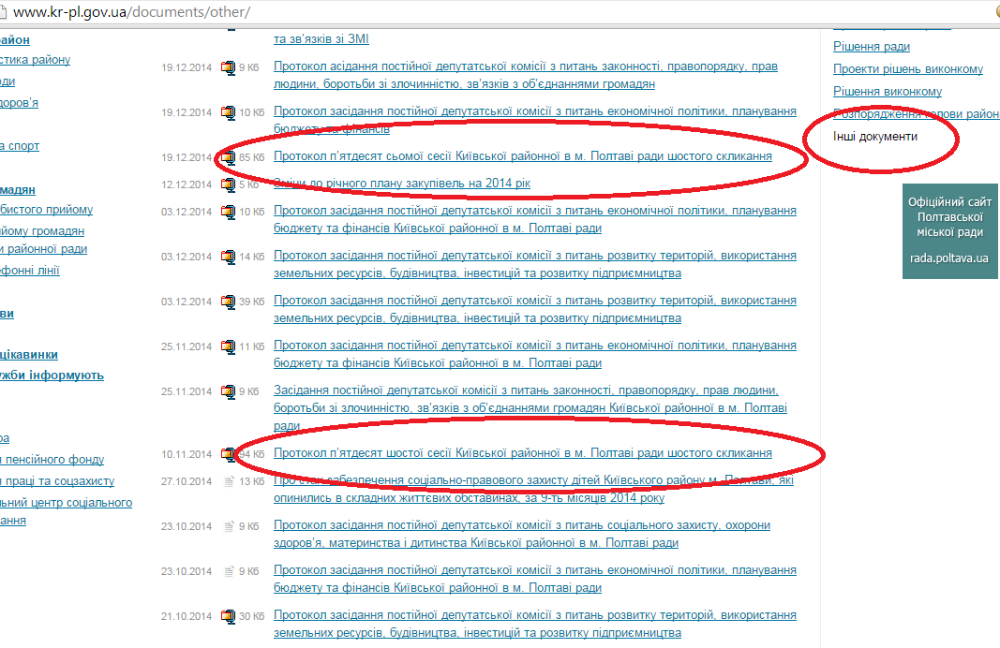 www.kr-pl.gov.ua/documents/other/
айон
стика району
оди
доров'я
а спорт
омадян
бистого прийому
йому громадян
и районної ради
ефонні лінії
ви
цікавинки
ужби інформують
ра
я пенсійного фонду
я праці та соцзахисту
льний центр соціального
ання
та зв'язків зі ЗМІ
19.12.2014 9 Кб Протокол асідання постійної депутатської комісії з питань законності, правопорядку, прав
людини, боротьби зі злочинністю, зв'язків з об'єднаннями громадян
19.12.2014 10 Кб Протокол засідання постійної депутатської комісії з питань економічної політики, планування
бюджету та фінансів
19.12.2014 85 Кб Протокол п'ятдесят сьомої сесії Київської районної в м. Полтаві ради шостого скликання
12.12.2014 5 Кб Зміни до річного плану закупівель на 2014 рік
03.12.2014 10 Кб Протокол засідання постійної депутатської комісії з питань економічної політики, планування
бюджету та фінансів Київської районної в м. Полтаві ради
03.12.2014 14 Кб Протокол засідання постійної депутатської комісії з питань розвитку територій, використання
земельних ресурсів, будівництва, інвестицій та розвитку підприємництва
03.12.2014 39 Кб Протокол засідання постійної депутатської комісії з питань розвитку територій, використання
земельних ресурсів, будівництва, інвестицій та розвитку підприємництва
25.11.2014 11 Кб Протокол засідання постійної депутатської комісії з питань економічної політики, планування
бюджету та фінансів Київської районної в м. Полтаві ради
25.11.2014 9 Кб Засідання постійної депутатської комісії з питань законності, правопорядку, прав людини,
боротьби зі злочинністю, зв'язків з об'єднаннями громадян Київської районної в м. Полтаві
ради
10.11.2014 94 Кб Протокол п'ятдесят шостої сесії Київської районної в м. Полтаві ради шостого скликання
27.10.2014 13 Кб Про стан забезпечення соціально-правового захисту дітей Київського району м. Полтави, які
опинились в складних життєвих обставинах, за 9-ть місяців 2014 року
23.10.2014 9 Кб Протокол засідання постійної депутатської комісії з питань соціального захисту, охорони
здоров'я, материнства і дитинства Київської районної в м. Полтаві ради
23.10.2014 9 Кб Протокол засідання постійної депутатської комісії з питань економічної політики, планування
бюджету та фінансів Київської районної в м. Полтаві ради
21.10.2014 30 Кб Протокол засідання постійної депутатської комісії з питань розвитку територій, використання
земельних ресурсів, будівництва, інвестицій та розвитку підприємництва
Рішення ради
Проекти рішень виконкому
Рішення виконкому
Розпорядження голови район
Інші документи
Офіційний сайт
Полтавської
міської ради
rada.poltava.ua